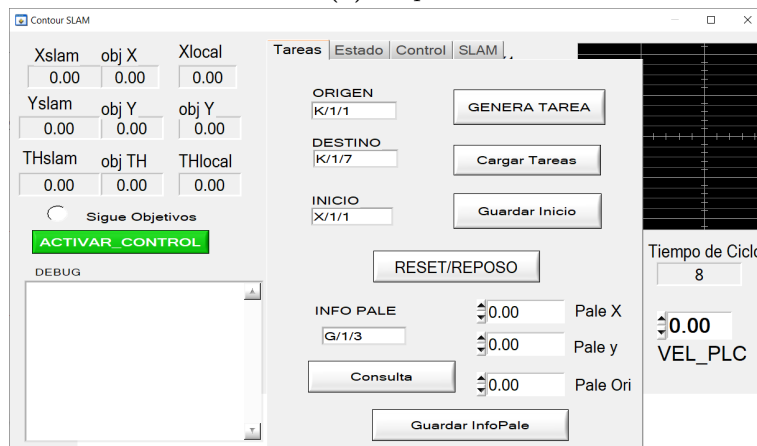 Contour SLAM
Xslam obj X Xlocal
0.00 0.00 0.00
Yslam obj Y obj Y
0.00 0.00 0.00
THslam obj TH THlocal
0.00 0.00 0.00
Sigue Objetivos
ACTIVAR_CONTROL
DEBUG
Tareas Estado Control SLAM
ORIGEN
K/1/1
GENERA TAREA
DESTINO
K/1/7
Cargar Tareas
INICIO
X/1/1
Guardar Inicio
RESET/REPOSO
INFO PALE
G/1/3
0.00 Pale X
0.00 Pale y
Consulta
0.00 Pale Ori
Guardar InfoPale
Tiempo de Ciclo
8
0.00
VEL_PLC